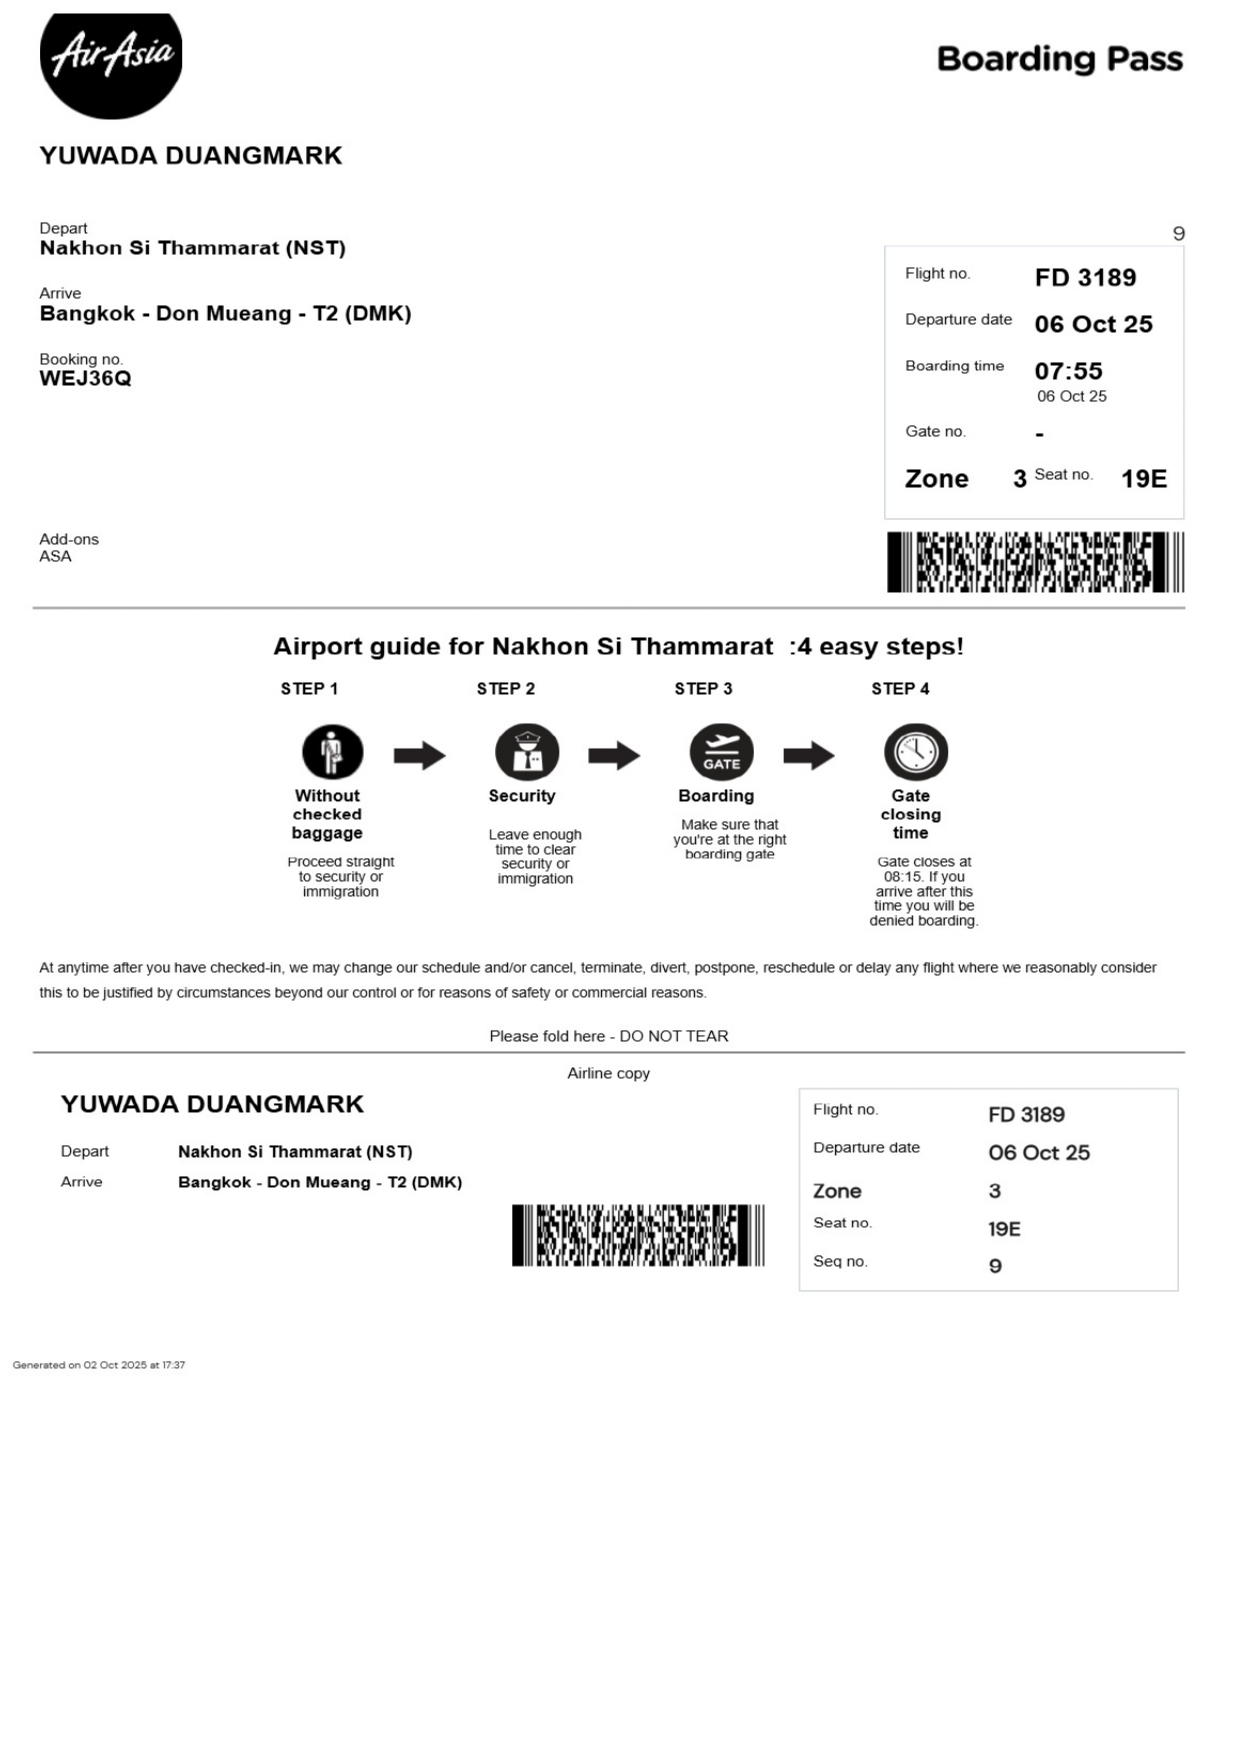 AirAsia
Boarding Pass
YUWADA DUANGMARK
Depart
Nakhon Si Thammarat (NST)
Arrive
Bangkok - Don Mueang - T2 (DMK)
Booking no.
WEJ36Q
9
Flight no. FD 3189
Departure date 06 Oct 25
Boarding time 07:55
06 Oct 25
Gate no. -
Zone 3 Seat no. 19E
Add-ons
ASA
Airport guide for Nakhon Si Thammarat :4 easy steps!
STEP 1
Without
checked
baggage
Proceed straight
to security or
immigration
STEP 2
Security
Leave enough
time to clear
security or
immigration
STEP 3
GATE
Boarding
Make sure that
you're at the right
boarding gate
STEP 4
Gate
closing
time
Gate closes at
08:15. If you
arrive after this
time you will be
denied boarding.
At anytime after you have checked-in, we may change our schedule and/or cancel, terminate, divert, postpone, reschedule or delay any flight where we reasonably consider
this to be justified by circumstances beyond our control or for reasons of safety or commercial reasons.
Please fold here - DO NOT TEAR
Airline copy
YUWADA DUANGMARK
Depart Nakhon Si Thammarat (NST)
Arrive Bangkok - Don Mueang - T2 (DMK)
Flight no. FD 3189
Departure date 06 Oct 25
Zone 3
Seat no. 19E
Seq no. 9
Generated on 02 Oct 2025 at 17:37